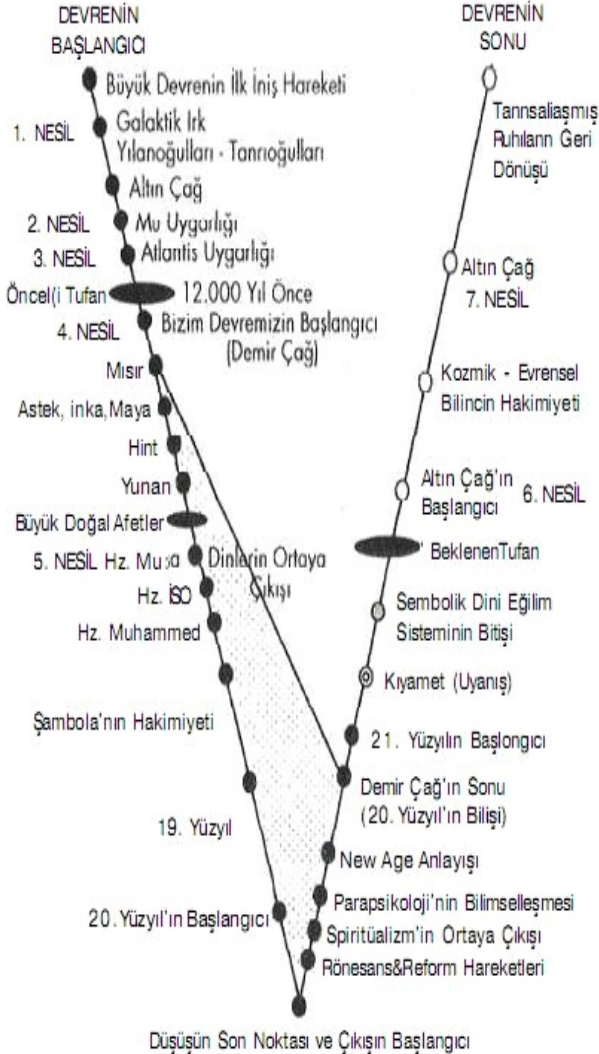 DEVRENİN
BAŞLANGICI
Büyük Devrenin İlk İniş Hareketi
1. NESİL
Galaktik Irk
Yılanoğulları - Tanrıoğulları
Altın Çağ
2. NESİL
Mu Uygarlığı
3. NESİL
Atlantis Uygarlığı
Öncel(i Tufan
12.000 Yıl Önce
4. NESİL
Bizim Devremizin Başlangıcı
(Demir Çağ)
Mısır
Astek, inka, Maya
Hint
Yunan
Büyük Doğal Afetler
5. NESİL Hz. Musa
Dinlerin Ortaya
Çıkışı
Hz. İSO
Hz. Muhammed
Şambola'nın Hakimiyeti
19. Yüzyıl
20. Yüzyıl'ın Başlangıcı
DEVRENİN
SONU
Tannsaliaşmış
Ruhilann Geri
Dönüşü
Altın Çağ
7. NESİL
Kozmik - Evrensel
Bilincin Hakimiyeti
Altın Çağ'ın
Başlangıcı
6. NESİL
BeklenenTufan
Sembolik Dini Eğilim
Sisteminin Bitişi
Kıyamet (Uyanış)
21. Yüzyılın Başlongıcı
Demir Çağ'ın Sonu
(20. Yüzyıl'ın Bilişi)
New Age Anlayışı
Parapsikoloji'nin Bilimselleşmesi
Spiritüalizm'in Ortaya Çıkışı
Rönesans&Reform Hareketleri
Düşüşün Son Noktası ve Çıkışın Başlangıcı